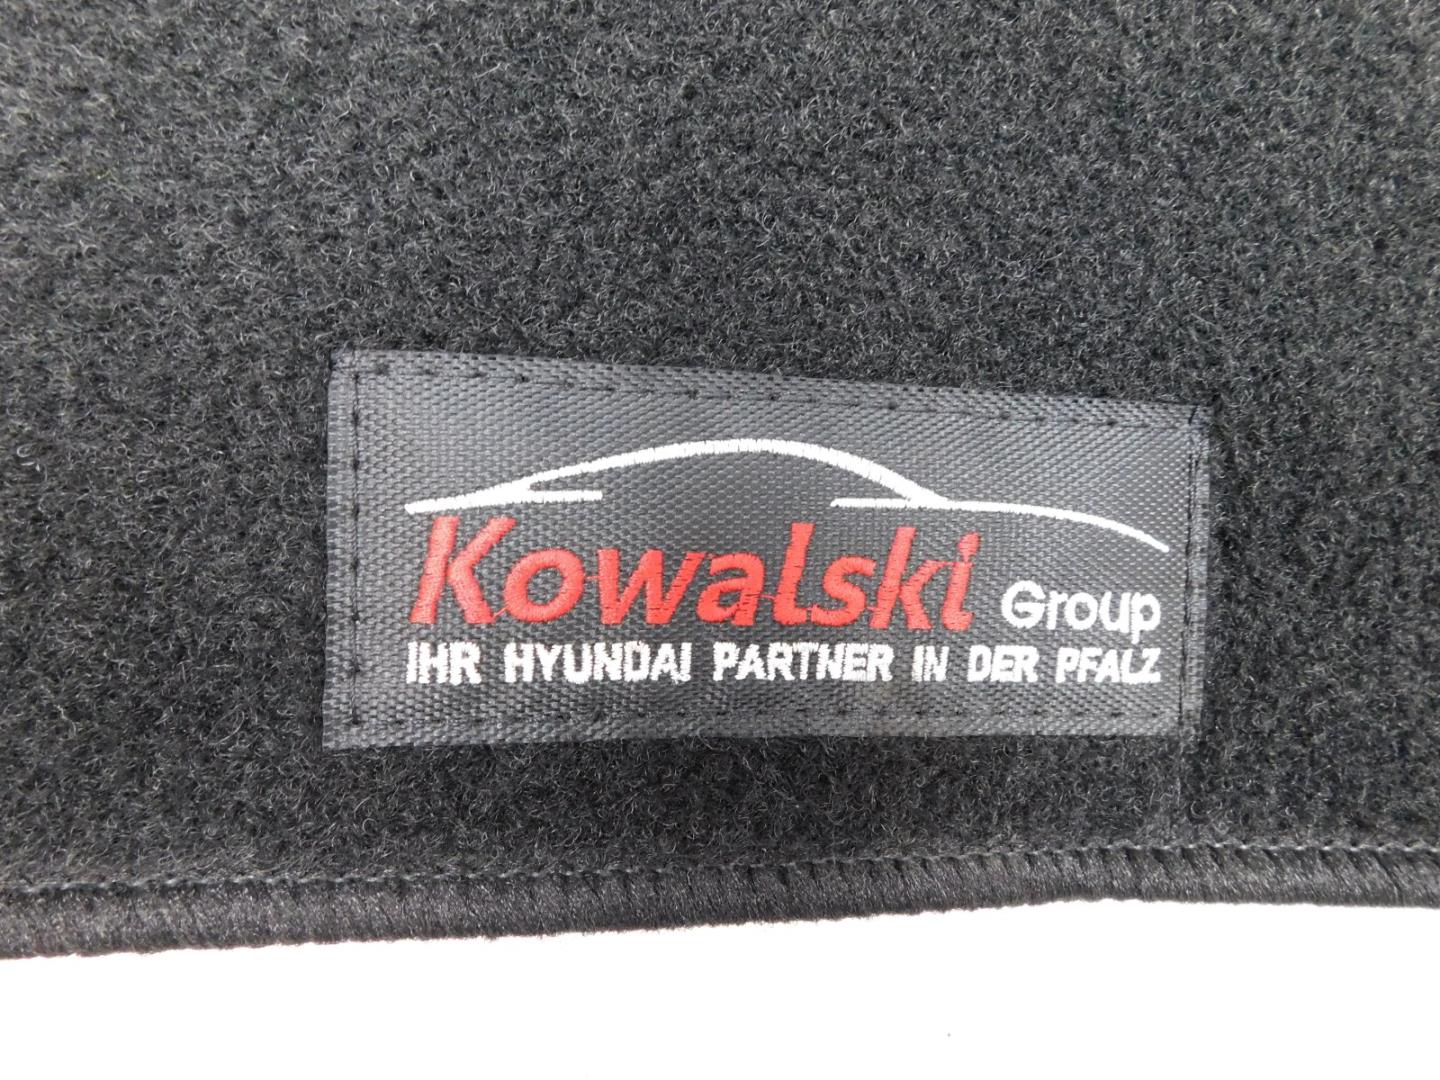 Kowalski Group
IHR HYUNDAI PARTNER IN DER PFALZ